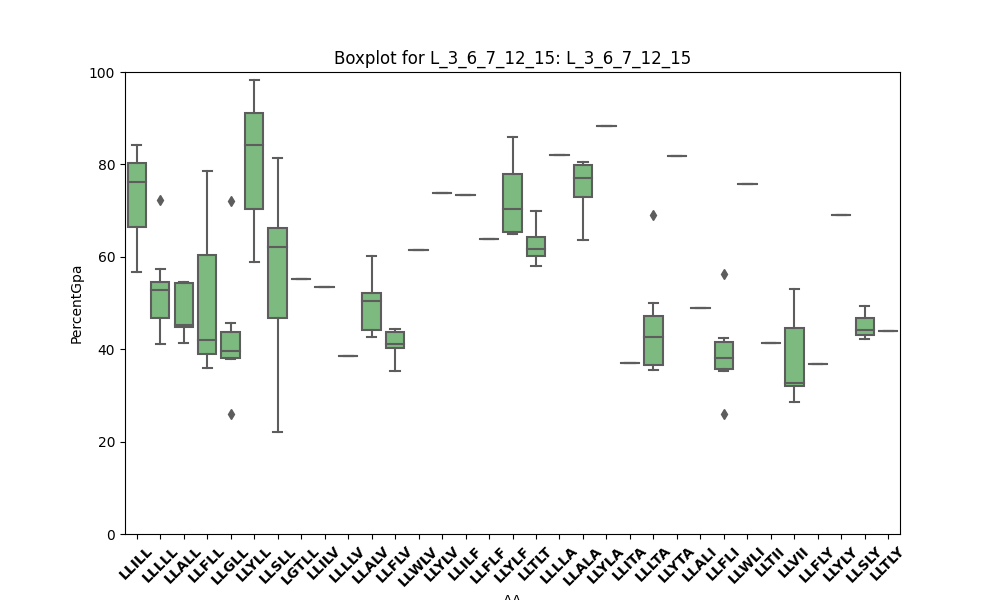 Boxplot for L_3_6_7_12_15: L_3_6_7_12_15
PercentGpa
100
80
60
40
20
0
LLILL
LLLLL
LLALL
LLFLL
LLGLL
LLYLL
LLSLL
LGTLL
LLILV
LLLLV
LLALV
LLFLV
LLWLV
LLYLV
LLILF
LLFLF
LLYLF
LLTIT
LLLLA
LLALA
LLYLA
LLITA
LLLTA
LLYTA
LLALI
LLFLI
LLWLI
LLTII
LLVII
LLFLY
LLYLY
LLSLY
LLTLY